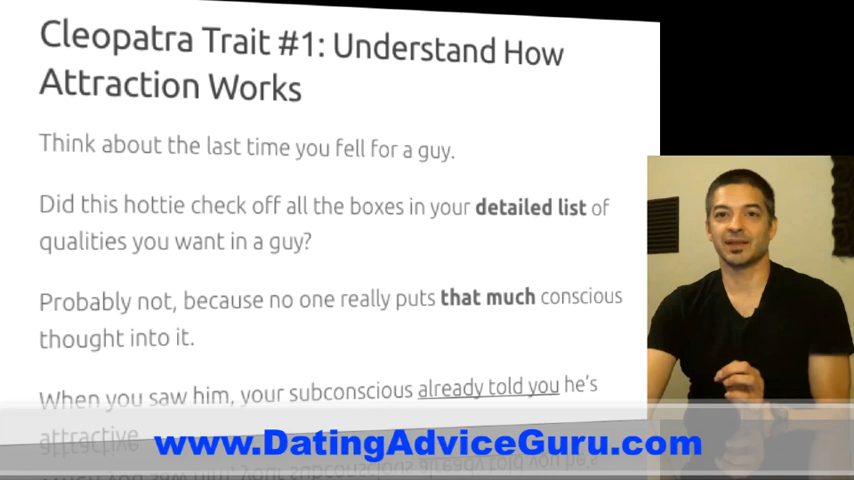 Cleopatra Trait #1: Understand How
Attraction Works
Think about the last time you fell for a guy.
Did this hottie check off all the boxes in your detailed list of
qualities you want in a guy?
Probably not, because no one really puts that much conscious
thought into it.
When you saw him, your subconscious already told you he's
attractive
www.DatingAdviceGuru.com